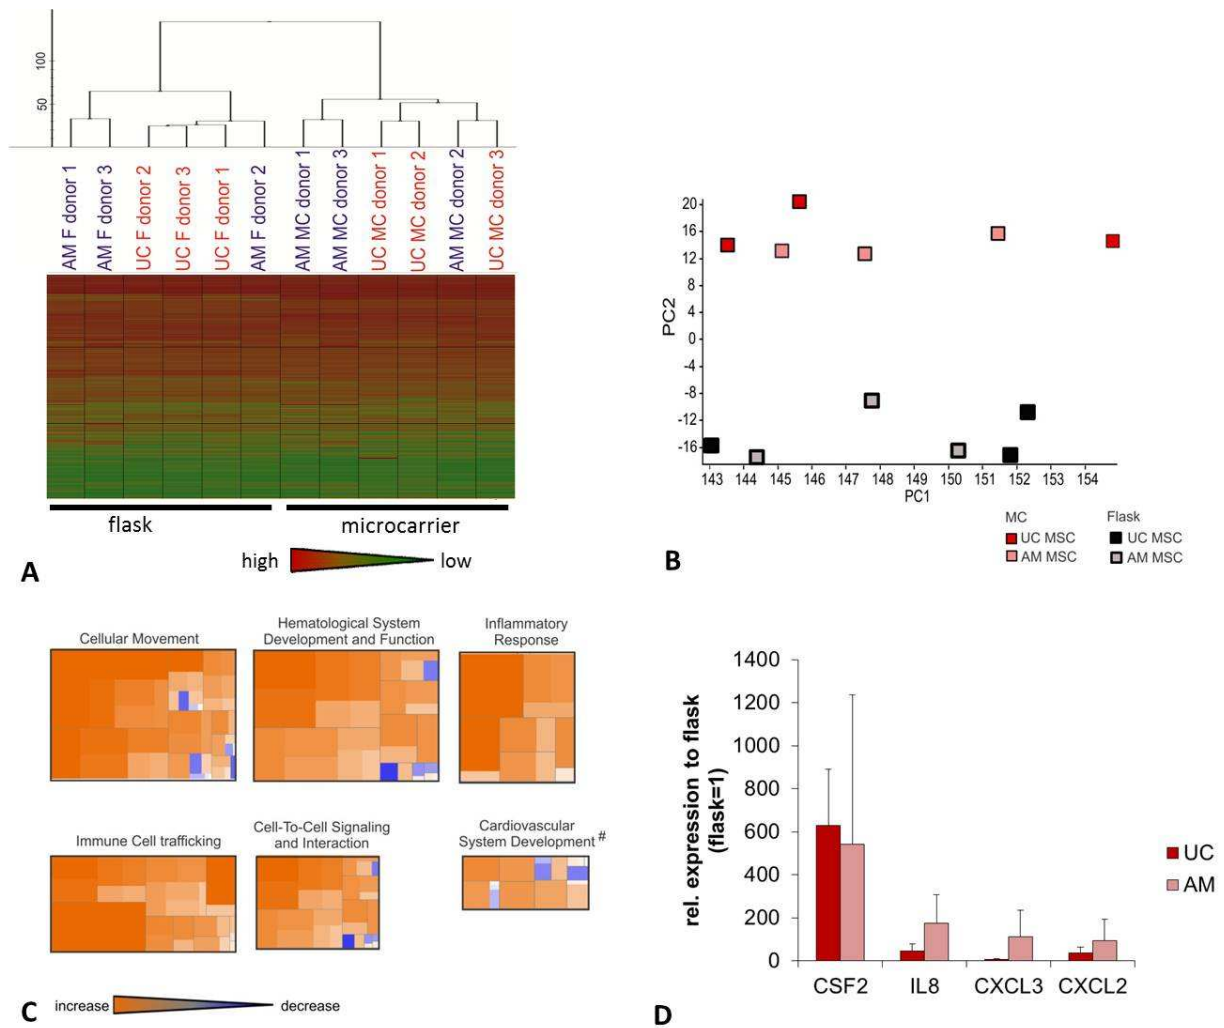 100
50
AM F donor 1
AM F donor 3
UC F donor 2
UC F donor 3
UC F donor 1
AM F donor 2
AM MC donor 1
AM MC donor 3
UC MC donor 1
UC MC donor 2
AM MC donor 2
UC MC donor 3
flask
microcarrier
high
low
A
PC2
20
16
12
8
4
0
-4
-8
-12
-16
143 144 145 146 147 148 149 150 151 152 153 154
PC1
MC
UC MSC
AM MSC
Flask
UC MSC
AM MSC
B
Cellular Movement
Hematological System
Development and Function
Inflammatory
Response
Immune Cell trafficking
Cell-To-Cell Signaling
and Interaction
Cardiovascular
System Development #
increase
decrease
C
rel. expression to flask
(flask=1)
1400
1200
1000
800
600
400
200
0
CSF2 IL8 CXCL3 CXCL2
UC
AM
D